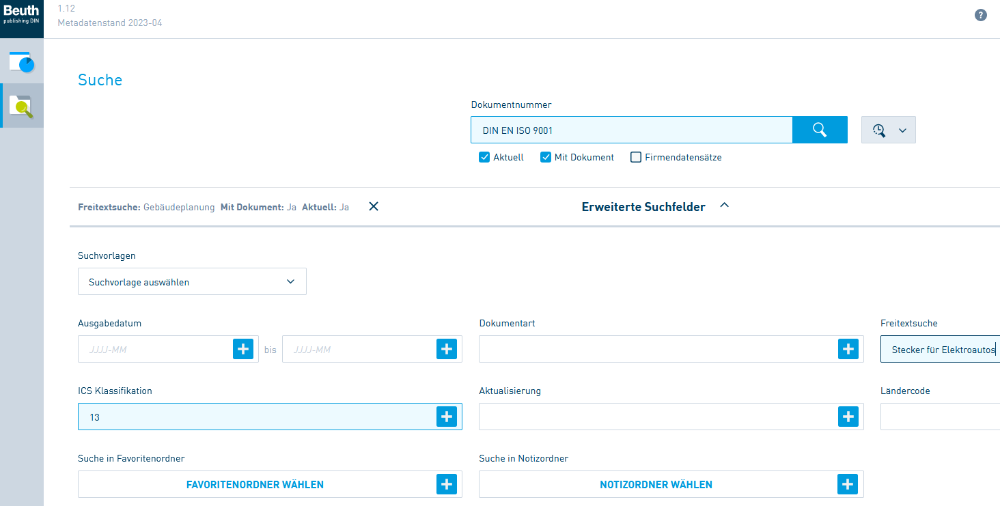 Beuth
publishing DIN
1.12
Metadatenstand 2023-04
?
Suche
Dokumentnummer
DIN EN ISO 9001
Aktuell Mit Dokument Firmendatensätze
Freitextsuche: Gebäudeplanung Mit Dokument: Ja Aktuell: Ja
Erweiterte Suchfelder
Suchvorlagen
Suchvorlage auswählen
Ausgabedatum Dokumentart Freitextsuche
JJJJ-MM bis JJJJ-MM Stecker für Elektroautos
ICS Klassifikation Aktualisierung Ländercode
13
Suche in Favoritenordner Suche in Notizordner
FAVORITENORDNER WÄHLEN NOTIZORDNER WÄHLEN